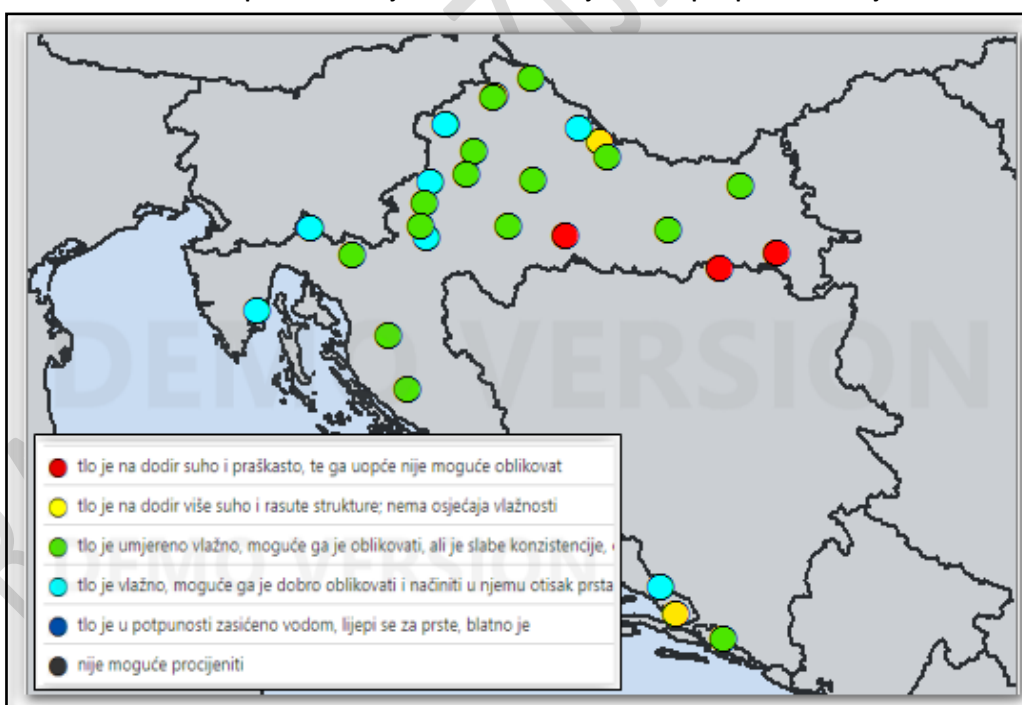 DEMO VERSION
tlo je na dodir suho i praškasto, te ga uopće nije moguće oblikovat
tlo je na dodir više suho i rasute strukture; nema osjećaja vlažnosti
tlo je umjereno vlažno, moguće ga je oblikovati, ali je slabe konzistencije,
DEMO VERSION
tlo je vlažno, moguće ga je dobro oblikovati i načiniti u njemu otisak prsta
tlo je u potpunosti zasićeno vodom, lijepi se za prste, blatno je
nije moguće procijeniti